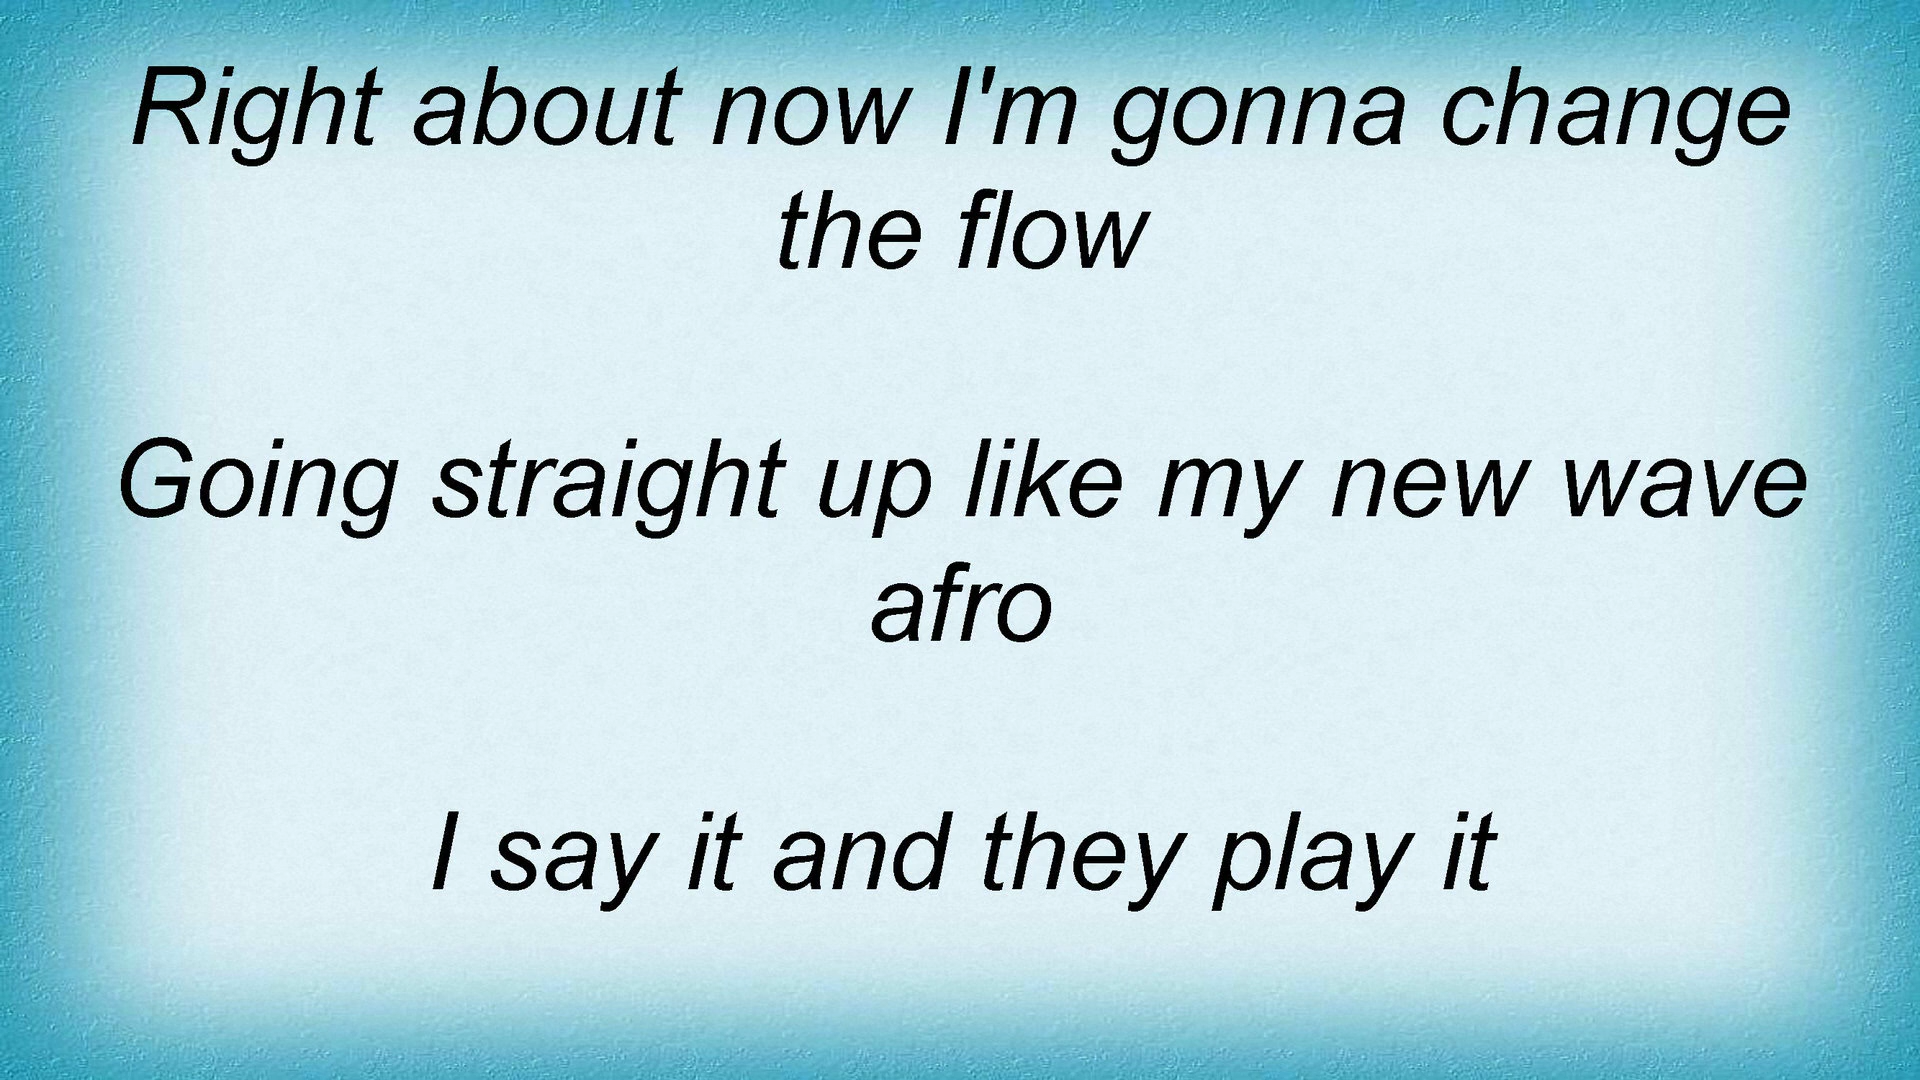 Right about now I'm gonna change
the flow
Going straight up like my new wave
afro
I say it and they play it